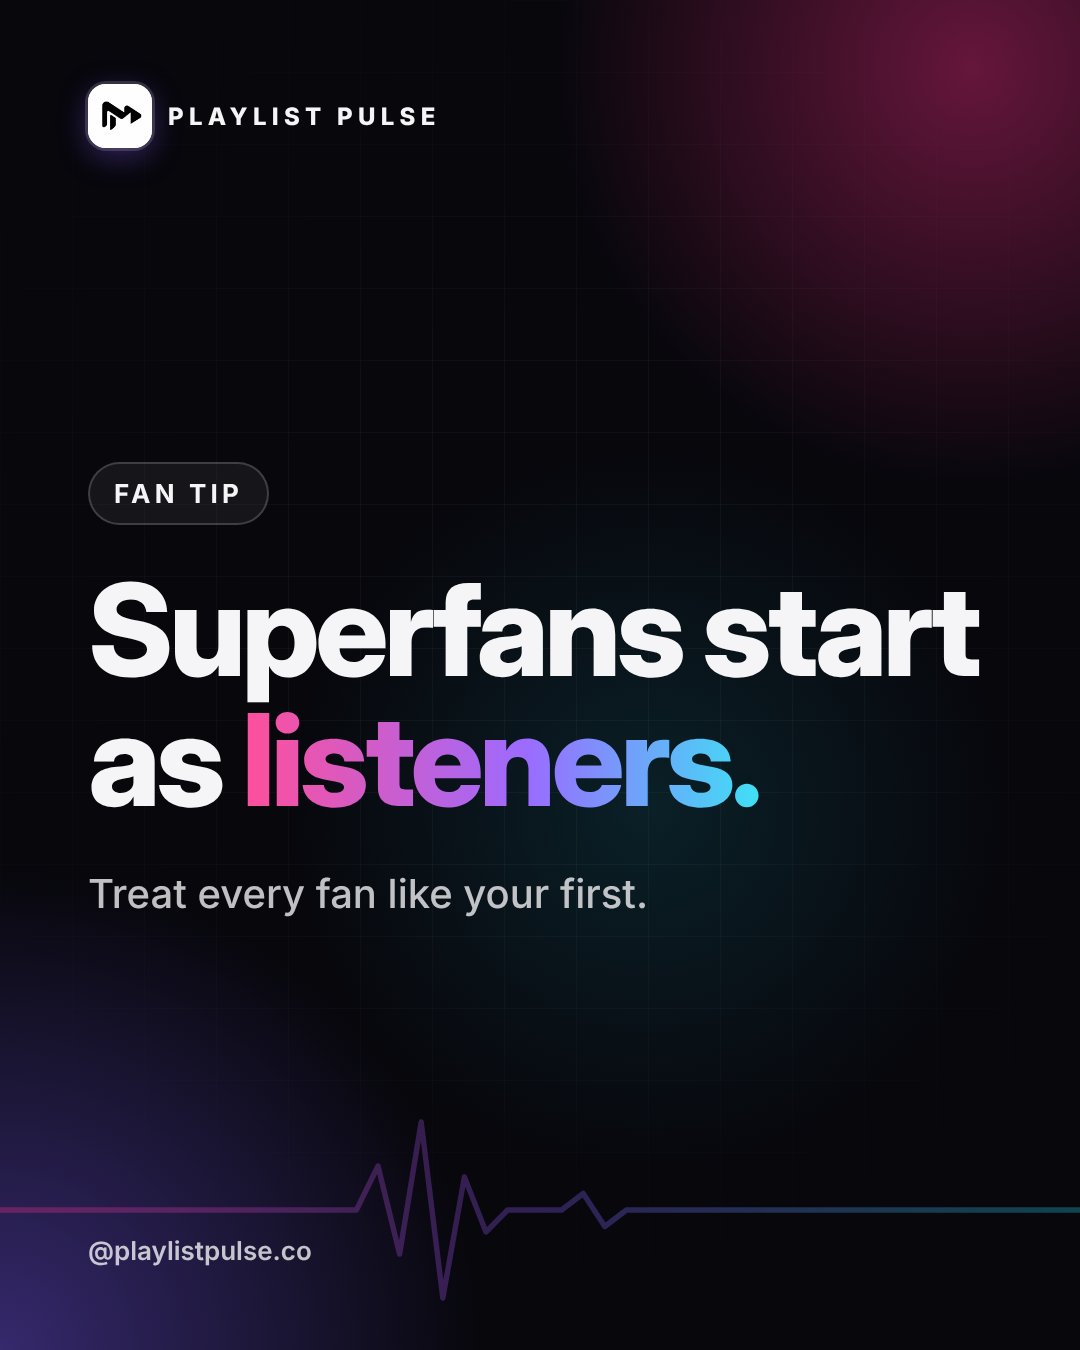 PLAYLIST PULSE
FAN TIP
Superfans start
as listeners.
Treat every fan like your first.
@playlistpulse.co